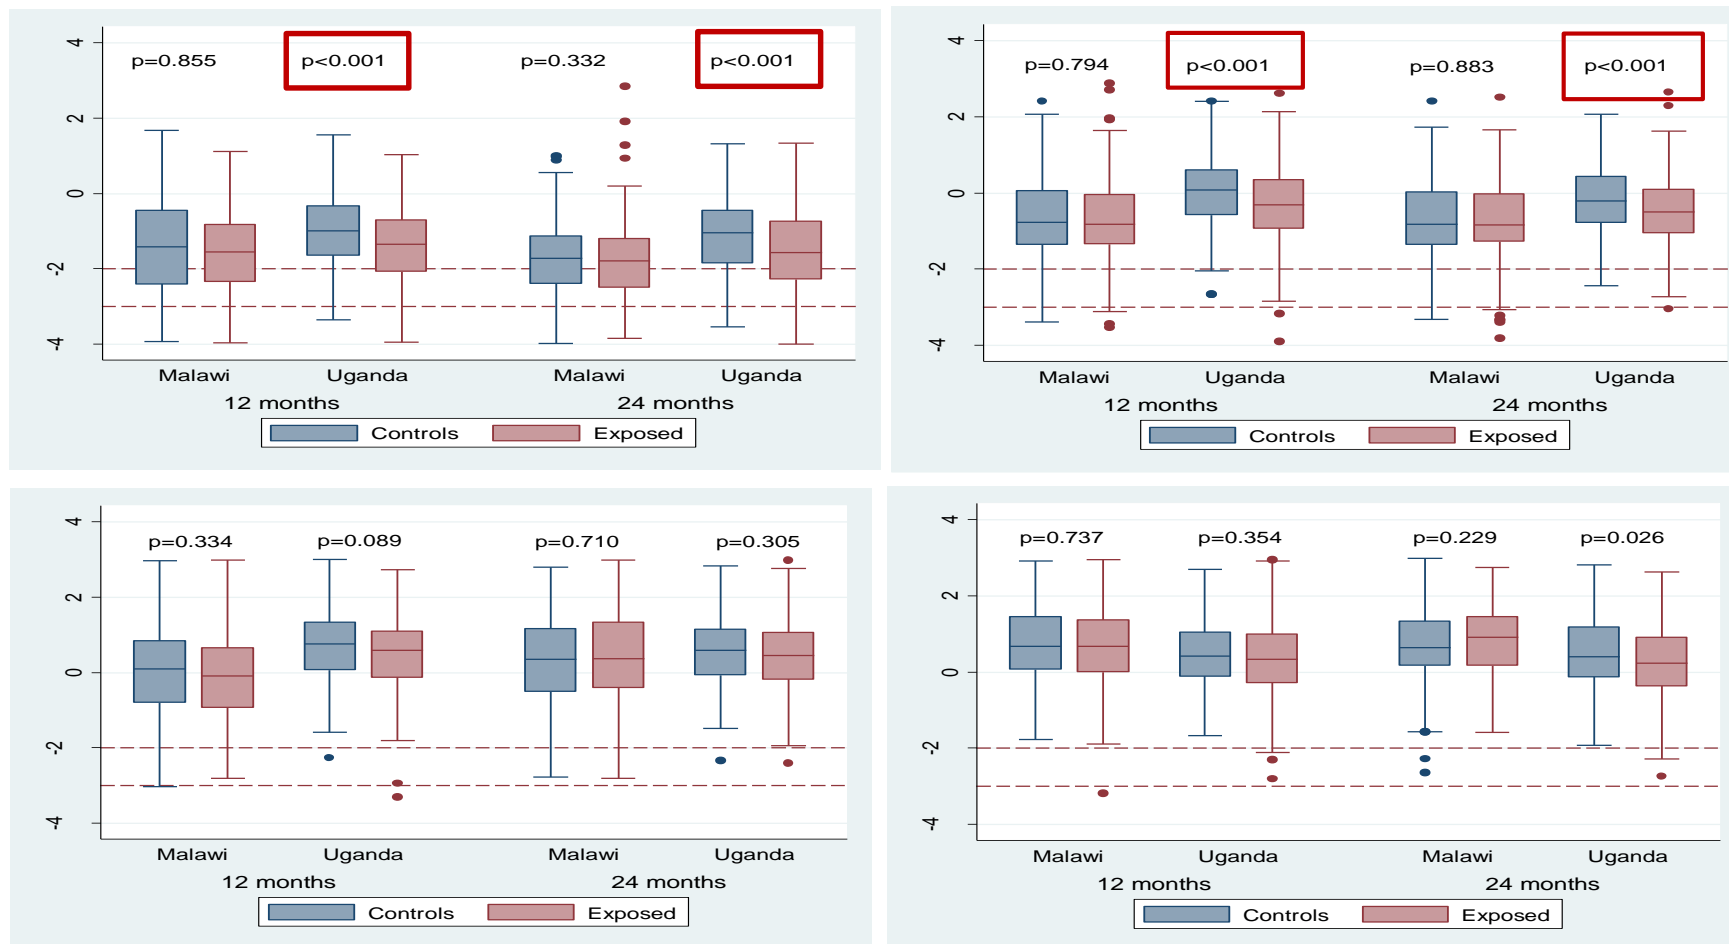 p=0.855 p<0.001 p=0.332 p<0.001
4
2
0
-2
-4
Malawi Uganda Malawi Uganda
12 months 24 months
Controls Exposed
p=0.794 p<0.001 p=0.883 p<0.001
4
2
0
-2
-4
Malawi Uganda Malawi Uganda
12 months 24 months
Controls Exposed
p=0.334 p=0.089 p=0.710 p=0.305
4
2
0
-2
-4
Malawi Uganda Malawi Uganda
12 months 24 months
Controls Exposed
p=0.737 p=0.354 p=0.229 p=0.026
4
2
0
-2
-4
Malawi Uganda Malawi Uganda
12 months 24 months
Controls Exposed